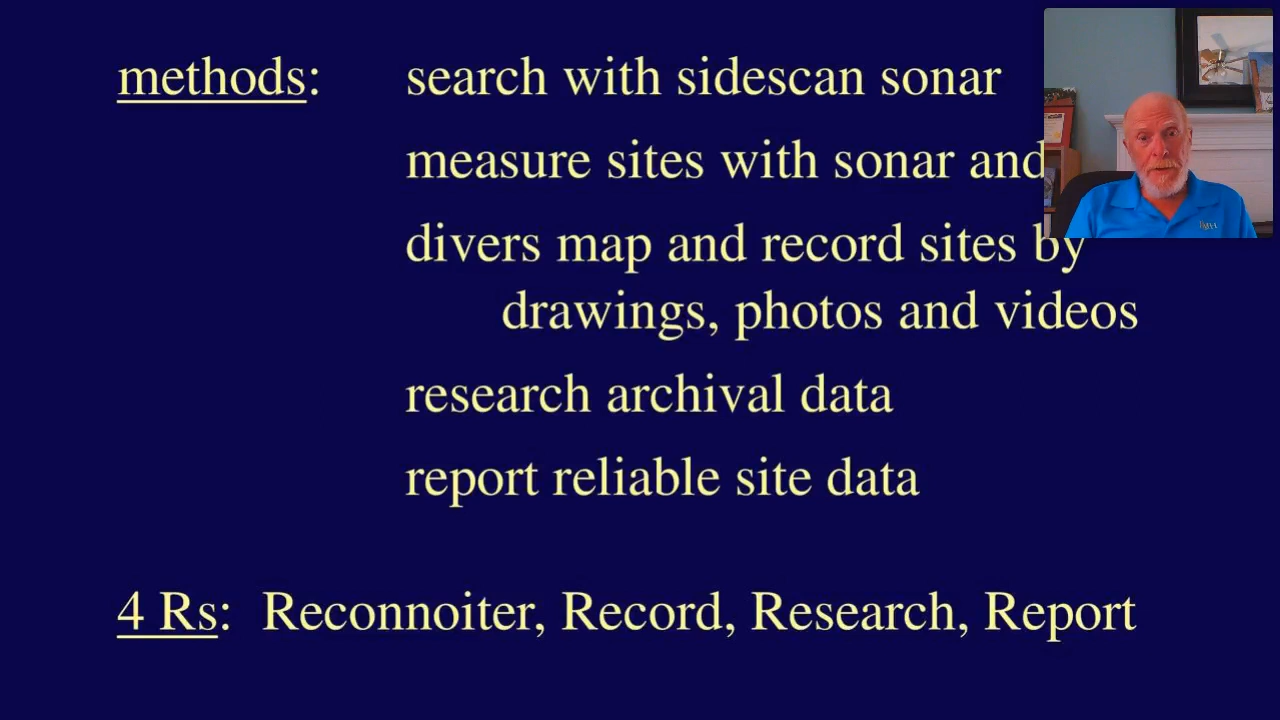 methods: search with sidescan sonar
measure sites with sonar and
divers map and record sites by
drawings, photos and videos
research archival data
report reliable site data
4 Rs: Reconnoiter, Record, Research, Report